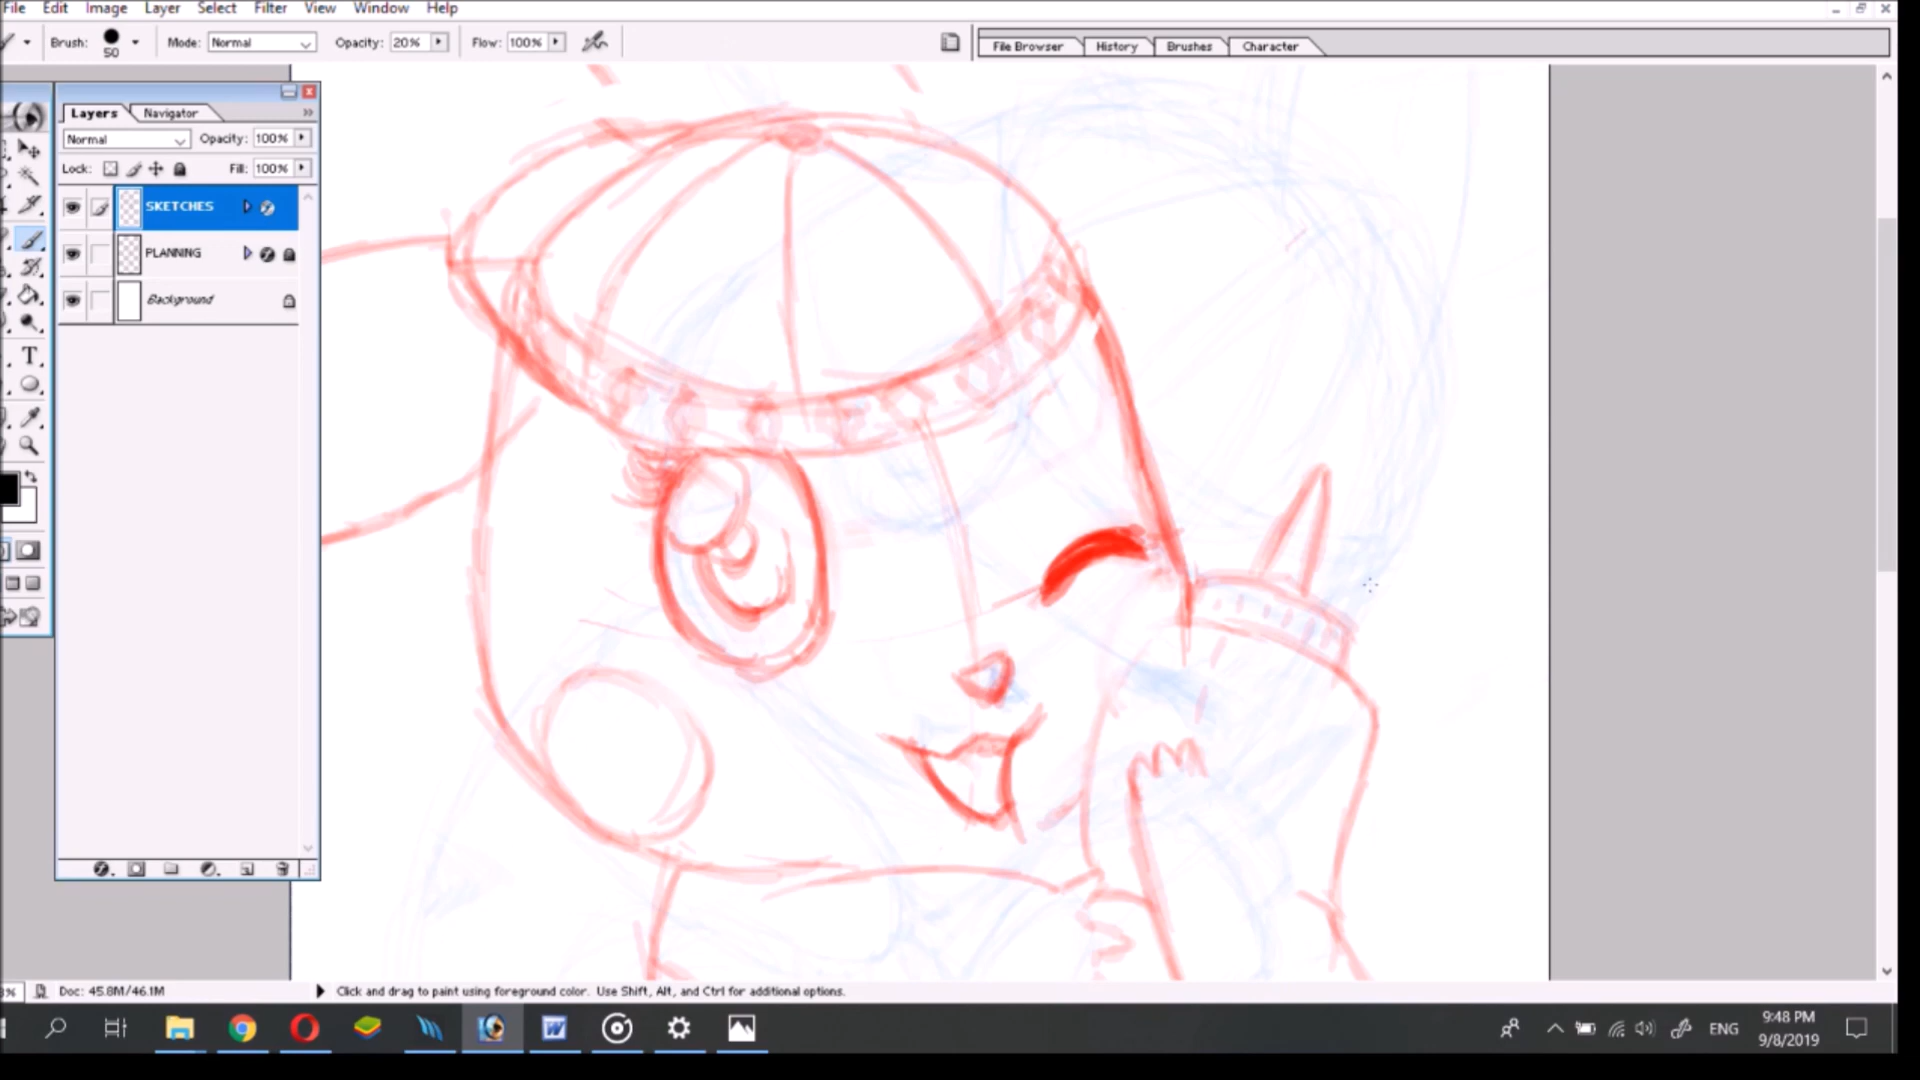 File Edit Image Layer Select Filter View Window Help
Brush: 50 Mode: Normal Opacity: 20% Flow: 100%
File Browser History Brushes Character
Layers Navigator
Normal Opacity: 100%
Lock: Fill: 100%
SKETCHES
PLANNING
Background
T
Doc: 45.8M/46.1M Click and drag to paint using foreground color. Use Shift, Alt, and Ctrl for additional options.
ENG
9:48 PM
9/8/2019